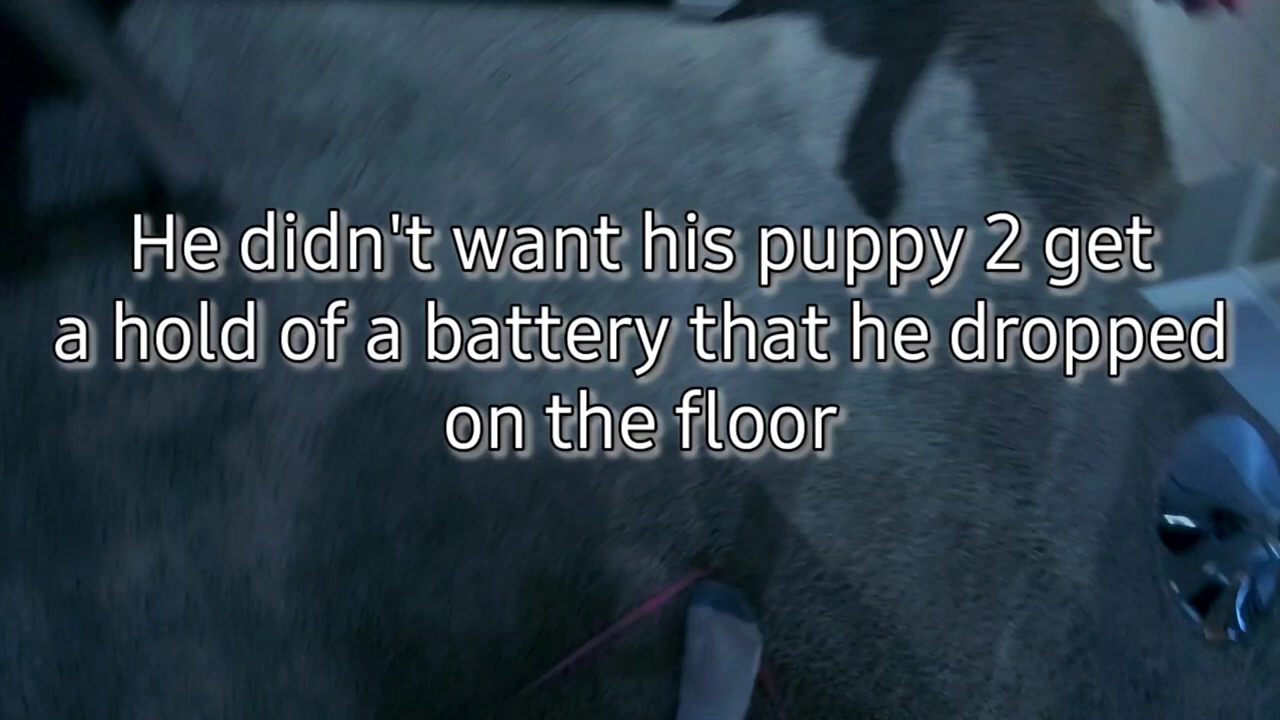 He didn't want his puppy 2 get
a hold of a battery that he dropped
on the floor